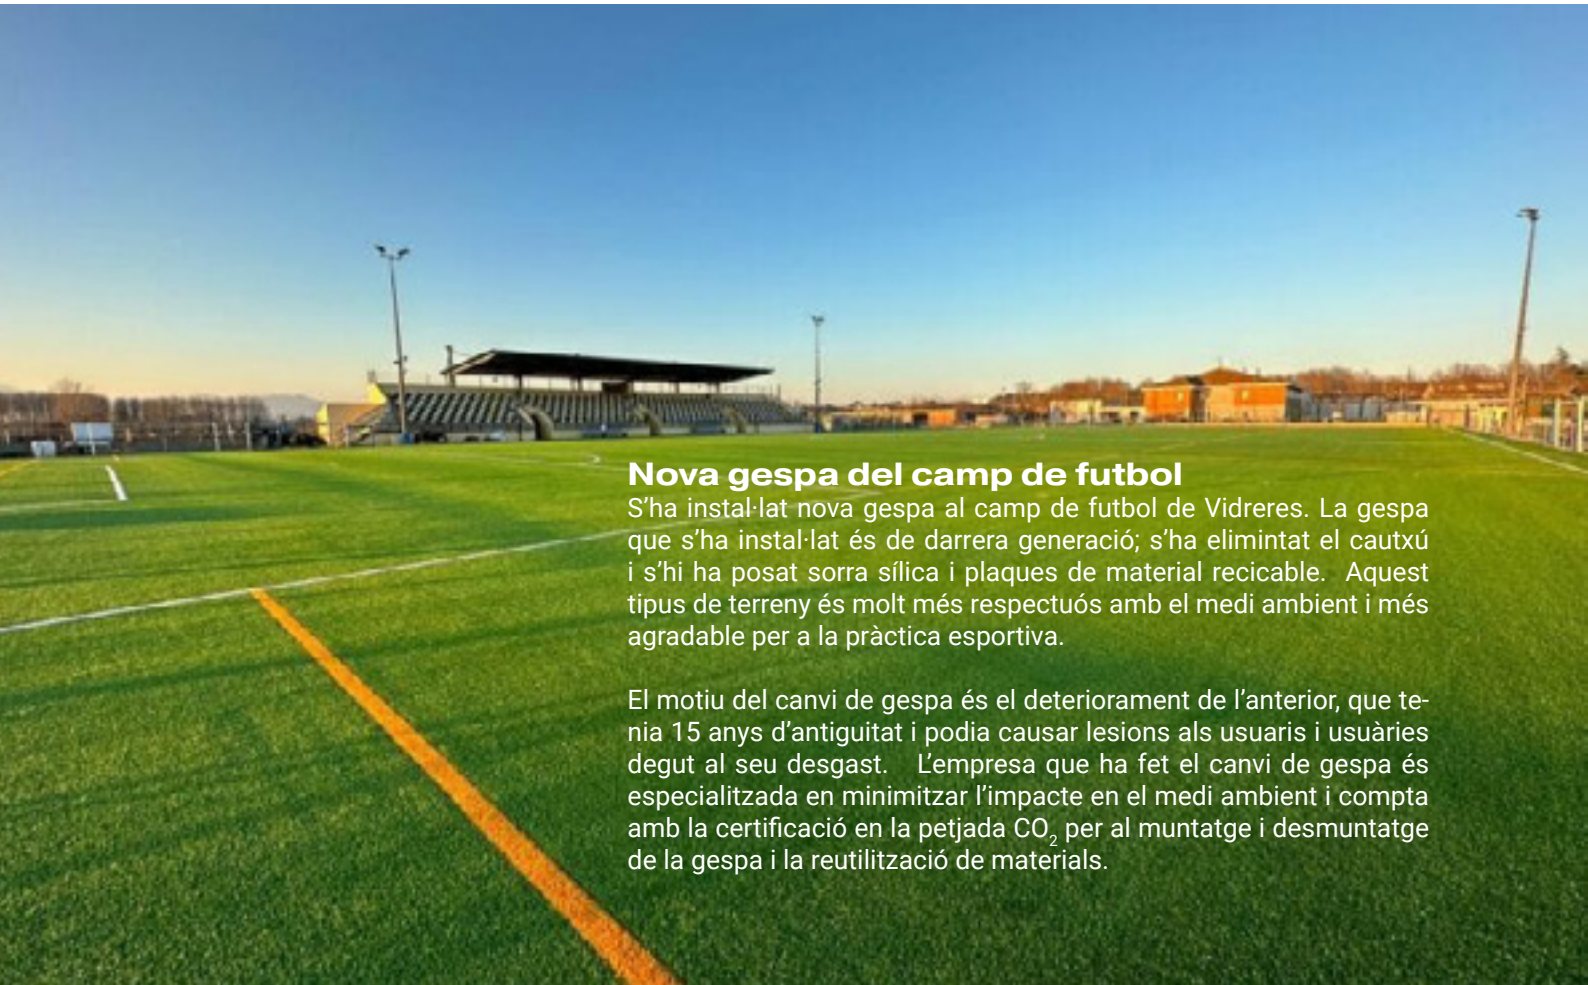 Nova gespa del camp de futbol
S’ha instal·lat nova gespa al camp de futbol de Vidreres. La gespa
que s’ha instal·lat és de darrera generació; s’ha elimintat el cautxú
i s’hi ha posat sorra sílica i plaques de material recicable.  Aquest
tipus de terreny és molt més respectuós amb el medi ambient i més
agradable per a la pràctica esportiva.
El motiu del canvi de gespa és el deteriorament de l’anterior, que te-
nia 15 anys d’antiguitat i podia causar lesions als usuaris i usuàries
degut al seu desgast.   L’empresa que ha fet el canvi de gespa és
especialitzada en minimitzar l’impacte en el medi ambient i compta
amb la certificació en la petjada CO₂ per al muntatge i desmuntatge
de la gespa i la reutilització de materials.